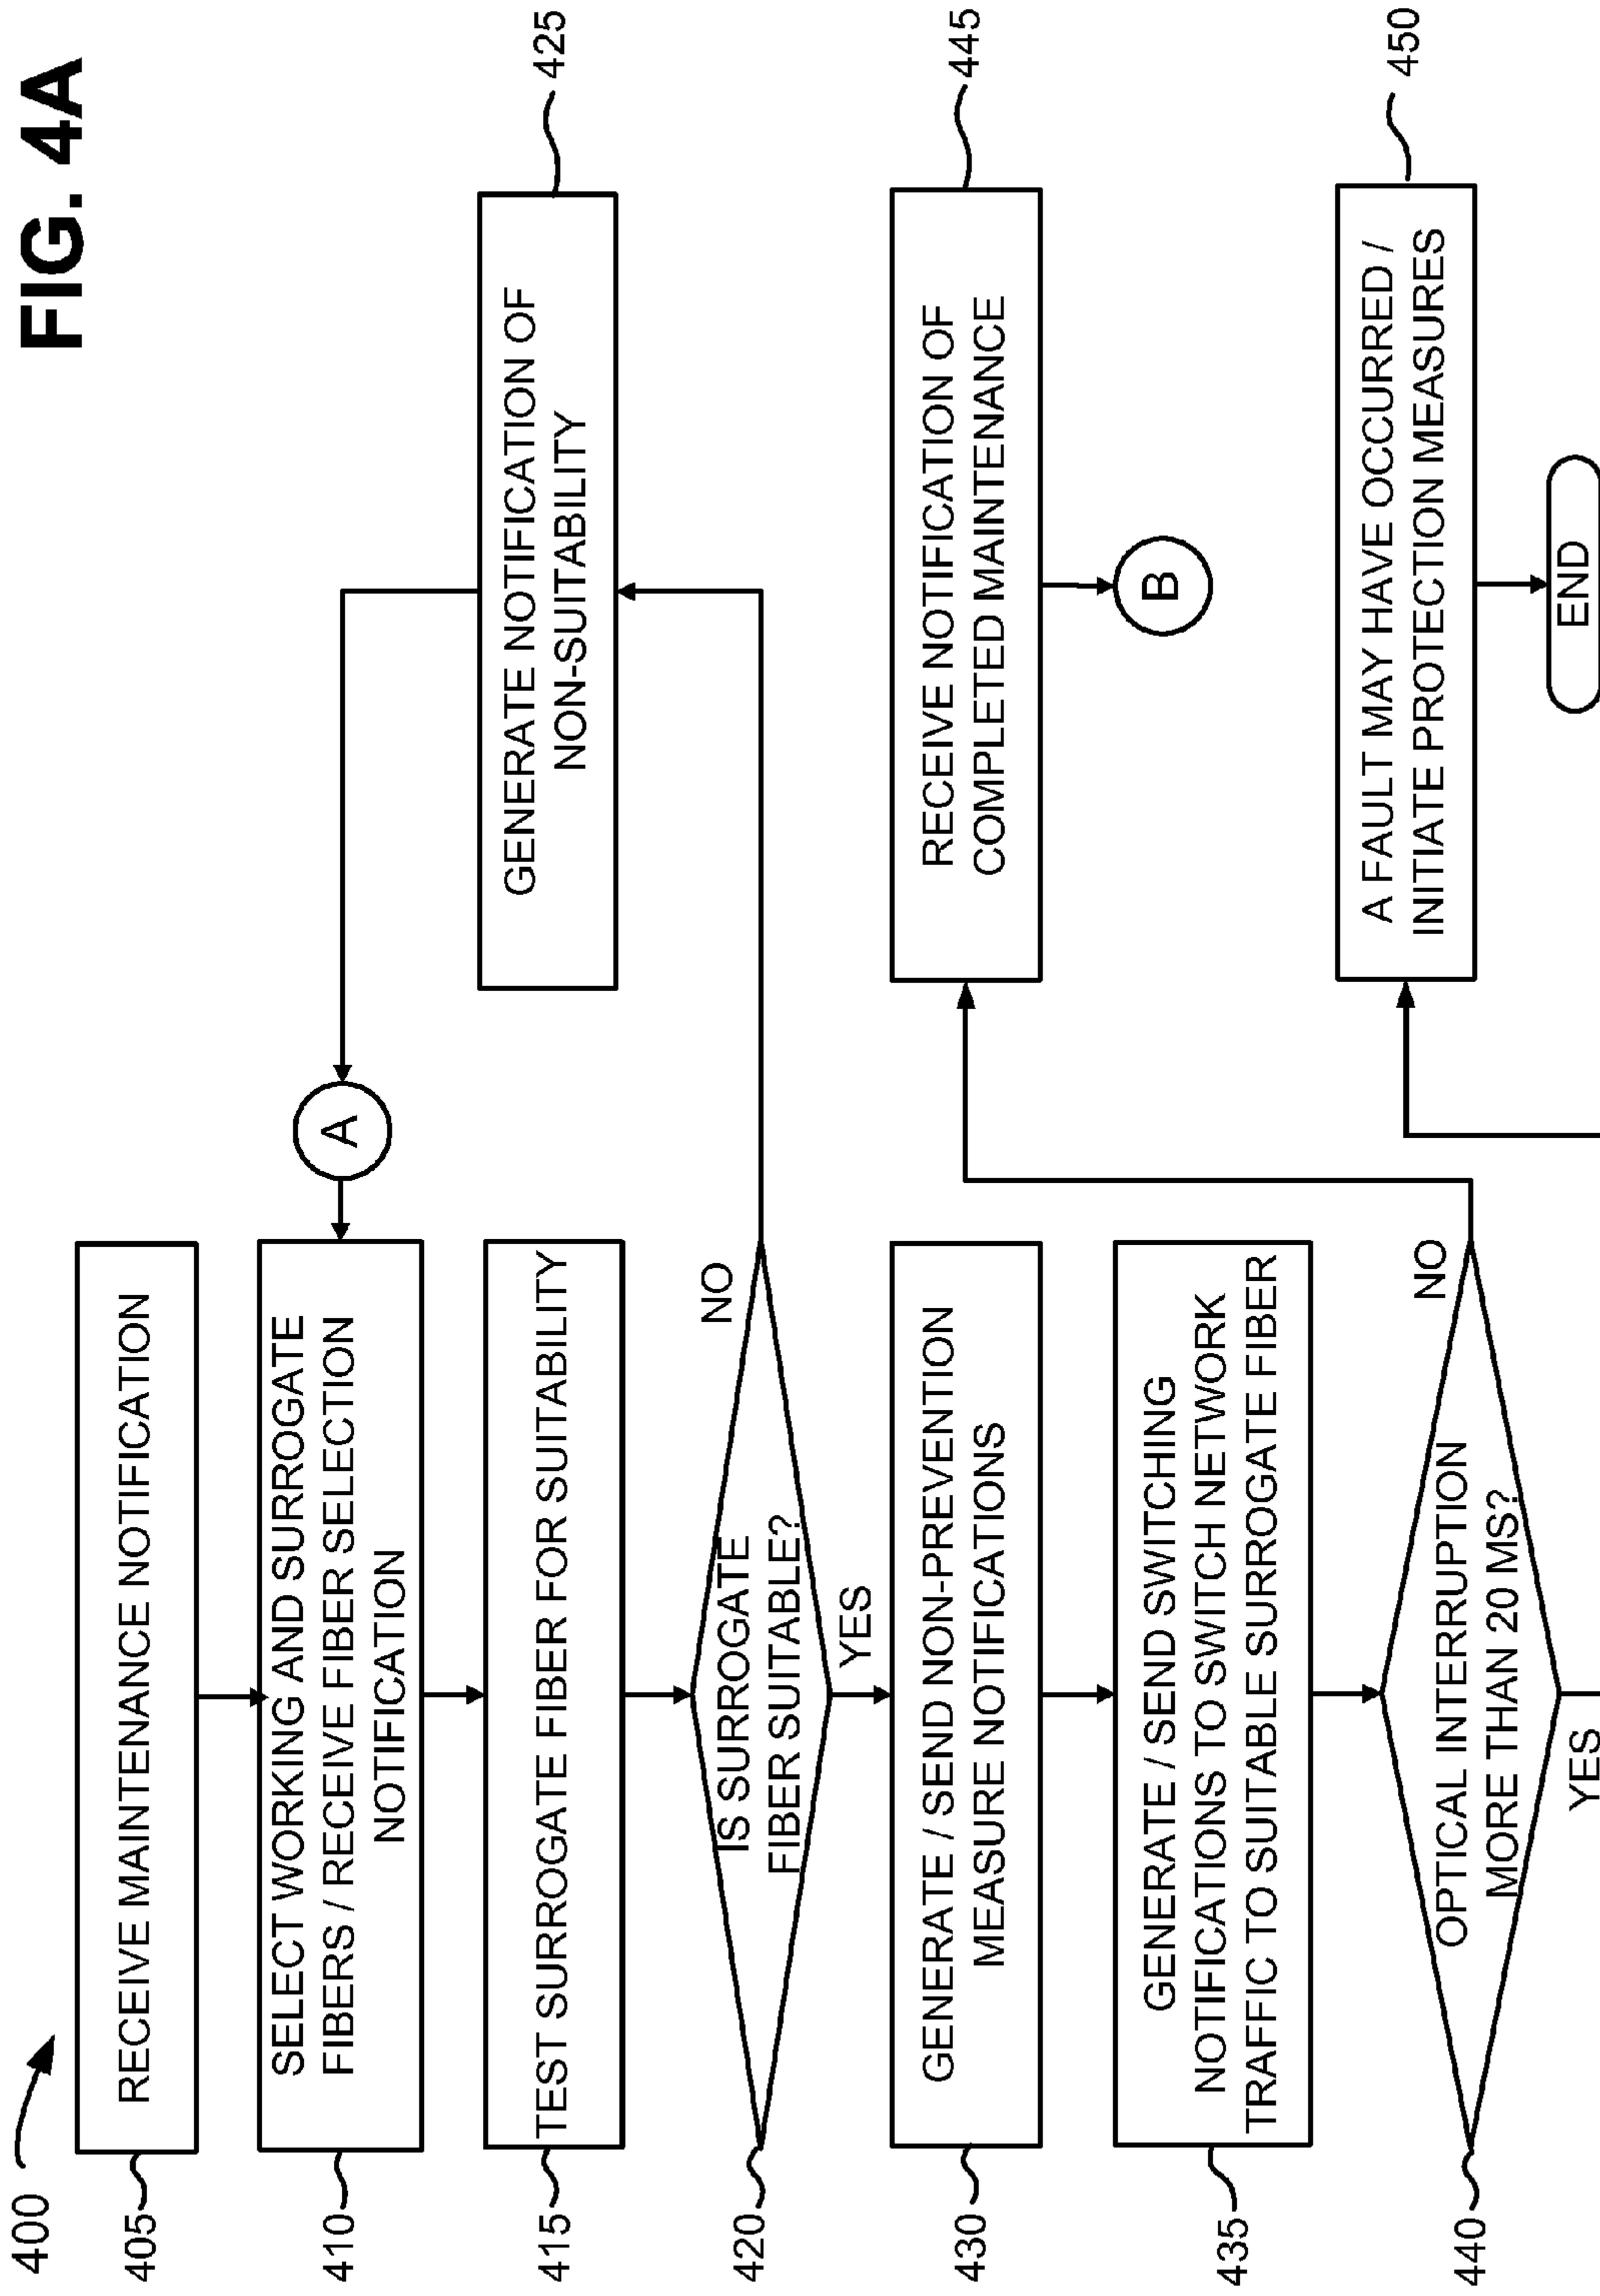 FIG. 4A
400
405
RECEIVE MAINTENANCE NOTIFICATION
410
SELECT WORKING AND SURROGATE
FIBERS / RECEIVE FIBER SELECTION
NOTIFICATION
A
415
TEST SURROGATE FIBER FOR SUITABILITY
425
GENERATE NOTIFICATION OF
NON-SUITABILITY
420
IS SURROGATE
FIBER SUITABLE?
NO
YES
430
GENERATE / SEND NON-PREVENTION
MEASURE NOTIFICATIONS
445
RECEIVE NOTIFICATION OF
COMPLETED MAINTENANCE
B
435
GENERATE / SEND SWITCHING
NOTIFICATIONS TO SWITCH NETWORK
TRAFFIC TO SUITABLE SURROGATE FIBER
440
OPTICAL INTERRUPTION
MORE THAN 20 MS?
NO
YES
450
A FAULT MAY HAVE OCCURRED /
INITIATE PROTECTION MEASURES
END